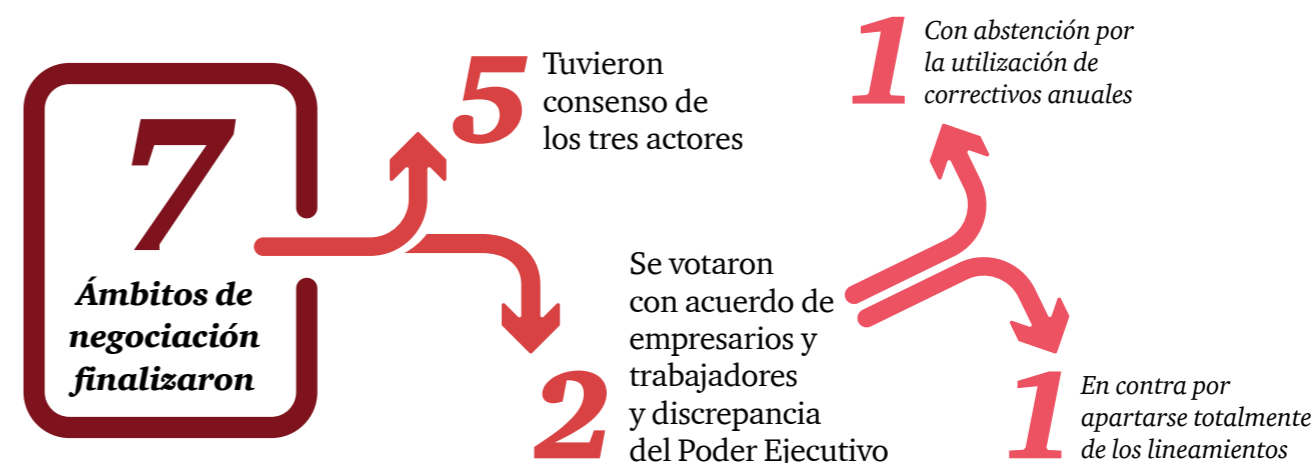 7
Ámbitos de
negociación
finalizaron
5
Tuvieron
consenso de
los tres actores
2
Se votaron
con acuerdo de
empresarios y
trabajadores
y discrepancia
del Poder Ejecutivo
1
Con abstención por
la utilización de
correctivos anuales
1
En contra por
apartarse totalmente
de los lineamientos